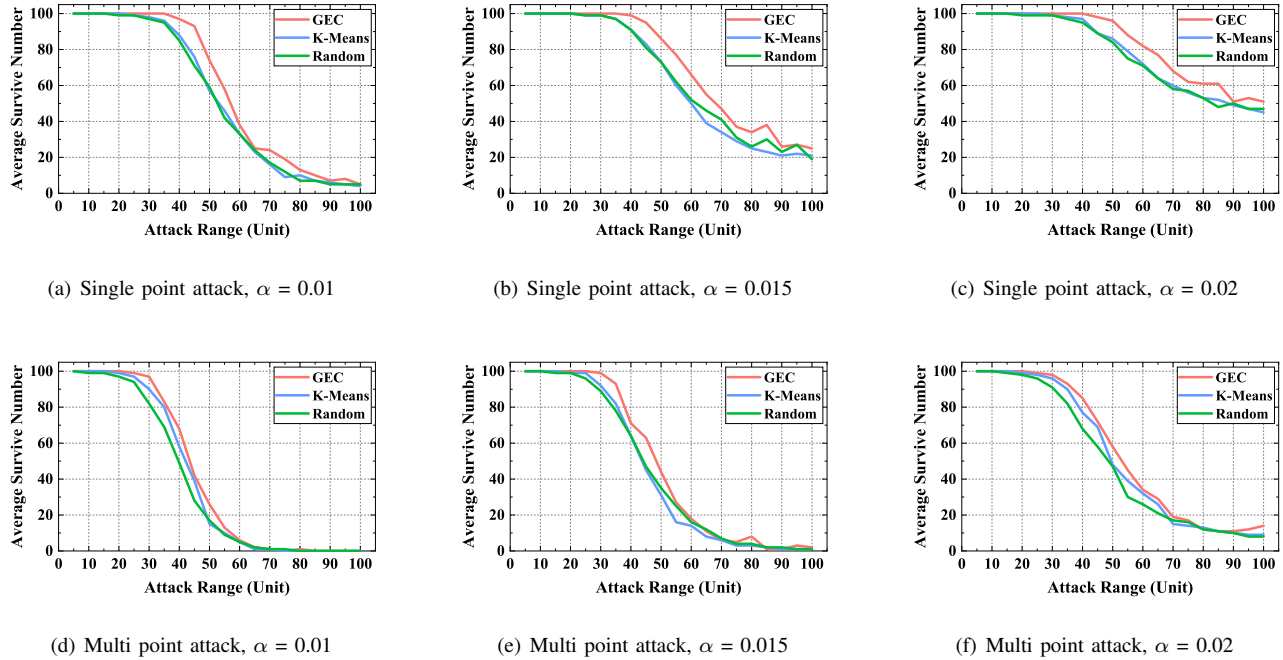 Average Survive Number
100
80
60
40
20
0
GEC
K-Means
Random
0 10 20 30 40 50 60 70 80 90 100
Attack Range (Unit)
(a) Single point attack, α = 0.01
Average Survive Number
100
80
60
40
20
0
GEC
K-Means
Random
0 10 20 30 40 50 60 70 80 90 100
Attack Range (Unit)
(b) Single point attack, α = 0.015
Average Survive Number
100
80
60
40
20
0
GEC
K-Means
Random
0 10 20 30 40 50 60 70 80 90 100
Attack Range (Unit)
(c) Single point attack, α = 0.02
Average Survive Number
100
80
60
40
20
0
GEC
K-Means
Random
0 10 20 30 40 50 60 70 80 90 100
Attack Range (Unit)
(d) Multi point attack, α = 0.01
Average Survive Number
100
80
60
40
20
0
GEC
K-Means
Random
0 10 20 30 40 50 60 70 80 90 100
Attack Range (Unit)
(e) Multi point attack, α = 0.015
Average Survive Number
100
80
60
40
20
0
GEC
K-Means
Random
0 10 20 30 40 50 60 70 80 90 100
Attack Range (Unit)
(f) Multi point attack, α = 0.02